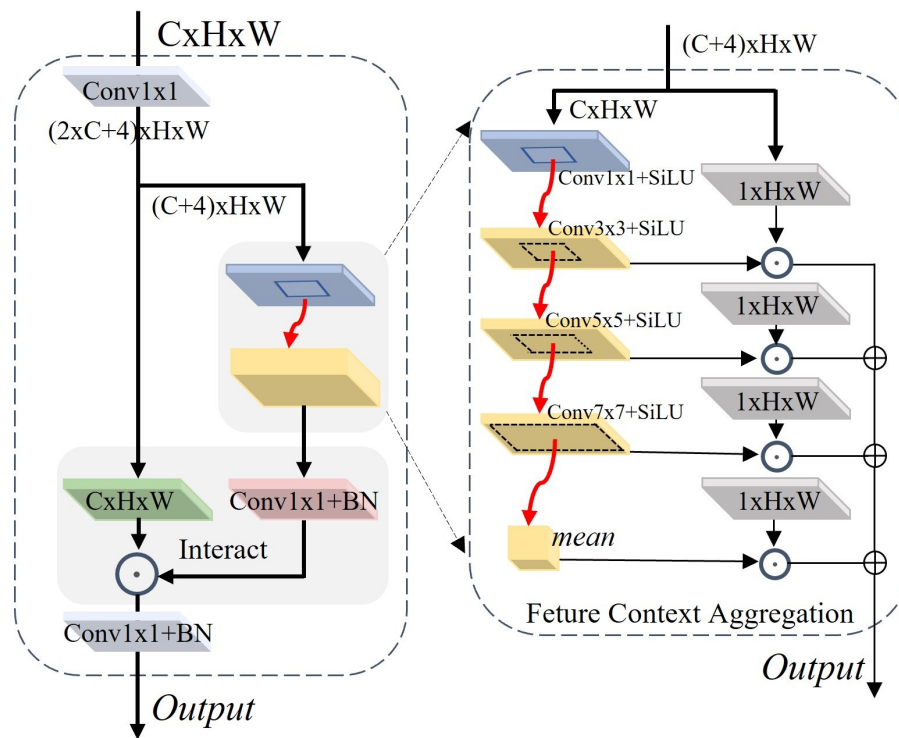 CxHxW
Conv1x1
(2xC+4)xHxW
(C+4)xHxW
CxHxW
Conv1x1+BN
Interact
Conv1x1+BN
Output
(C+4)xHxW
CxHxW
Conv1x1+SiLU
1xHxW
Conv3x3+SiLU
1xHxW
Conv5x5+SiLU
1xHxW
Conv7x7+SiLU
1xHxW
mean
Feture Context Aggregation
Output